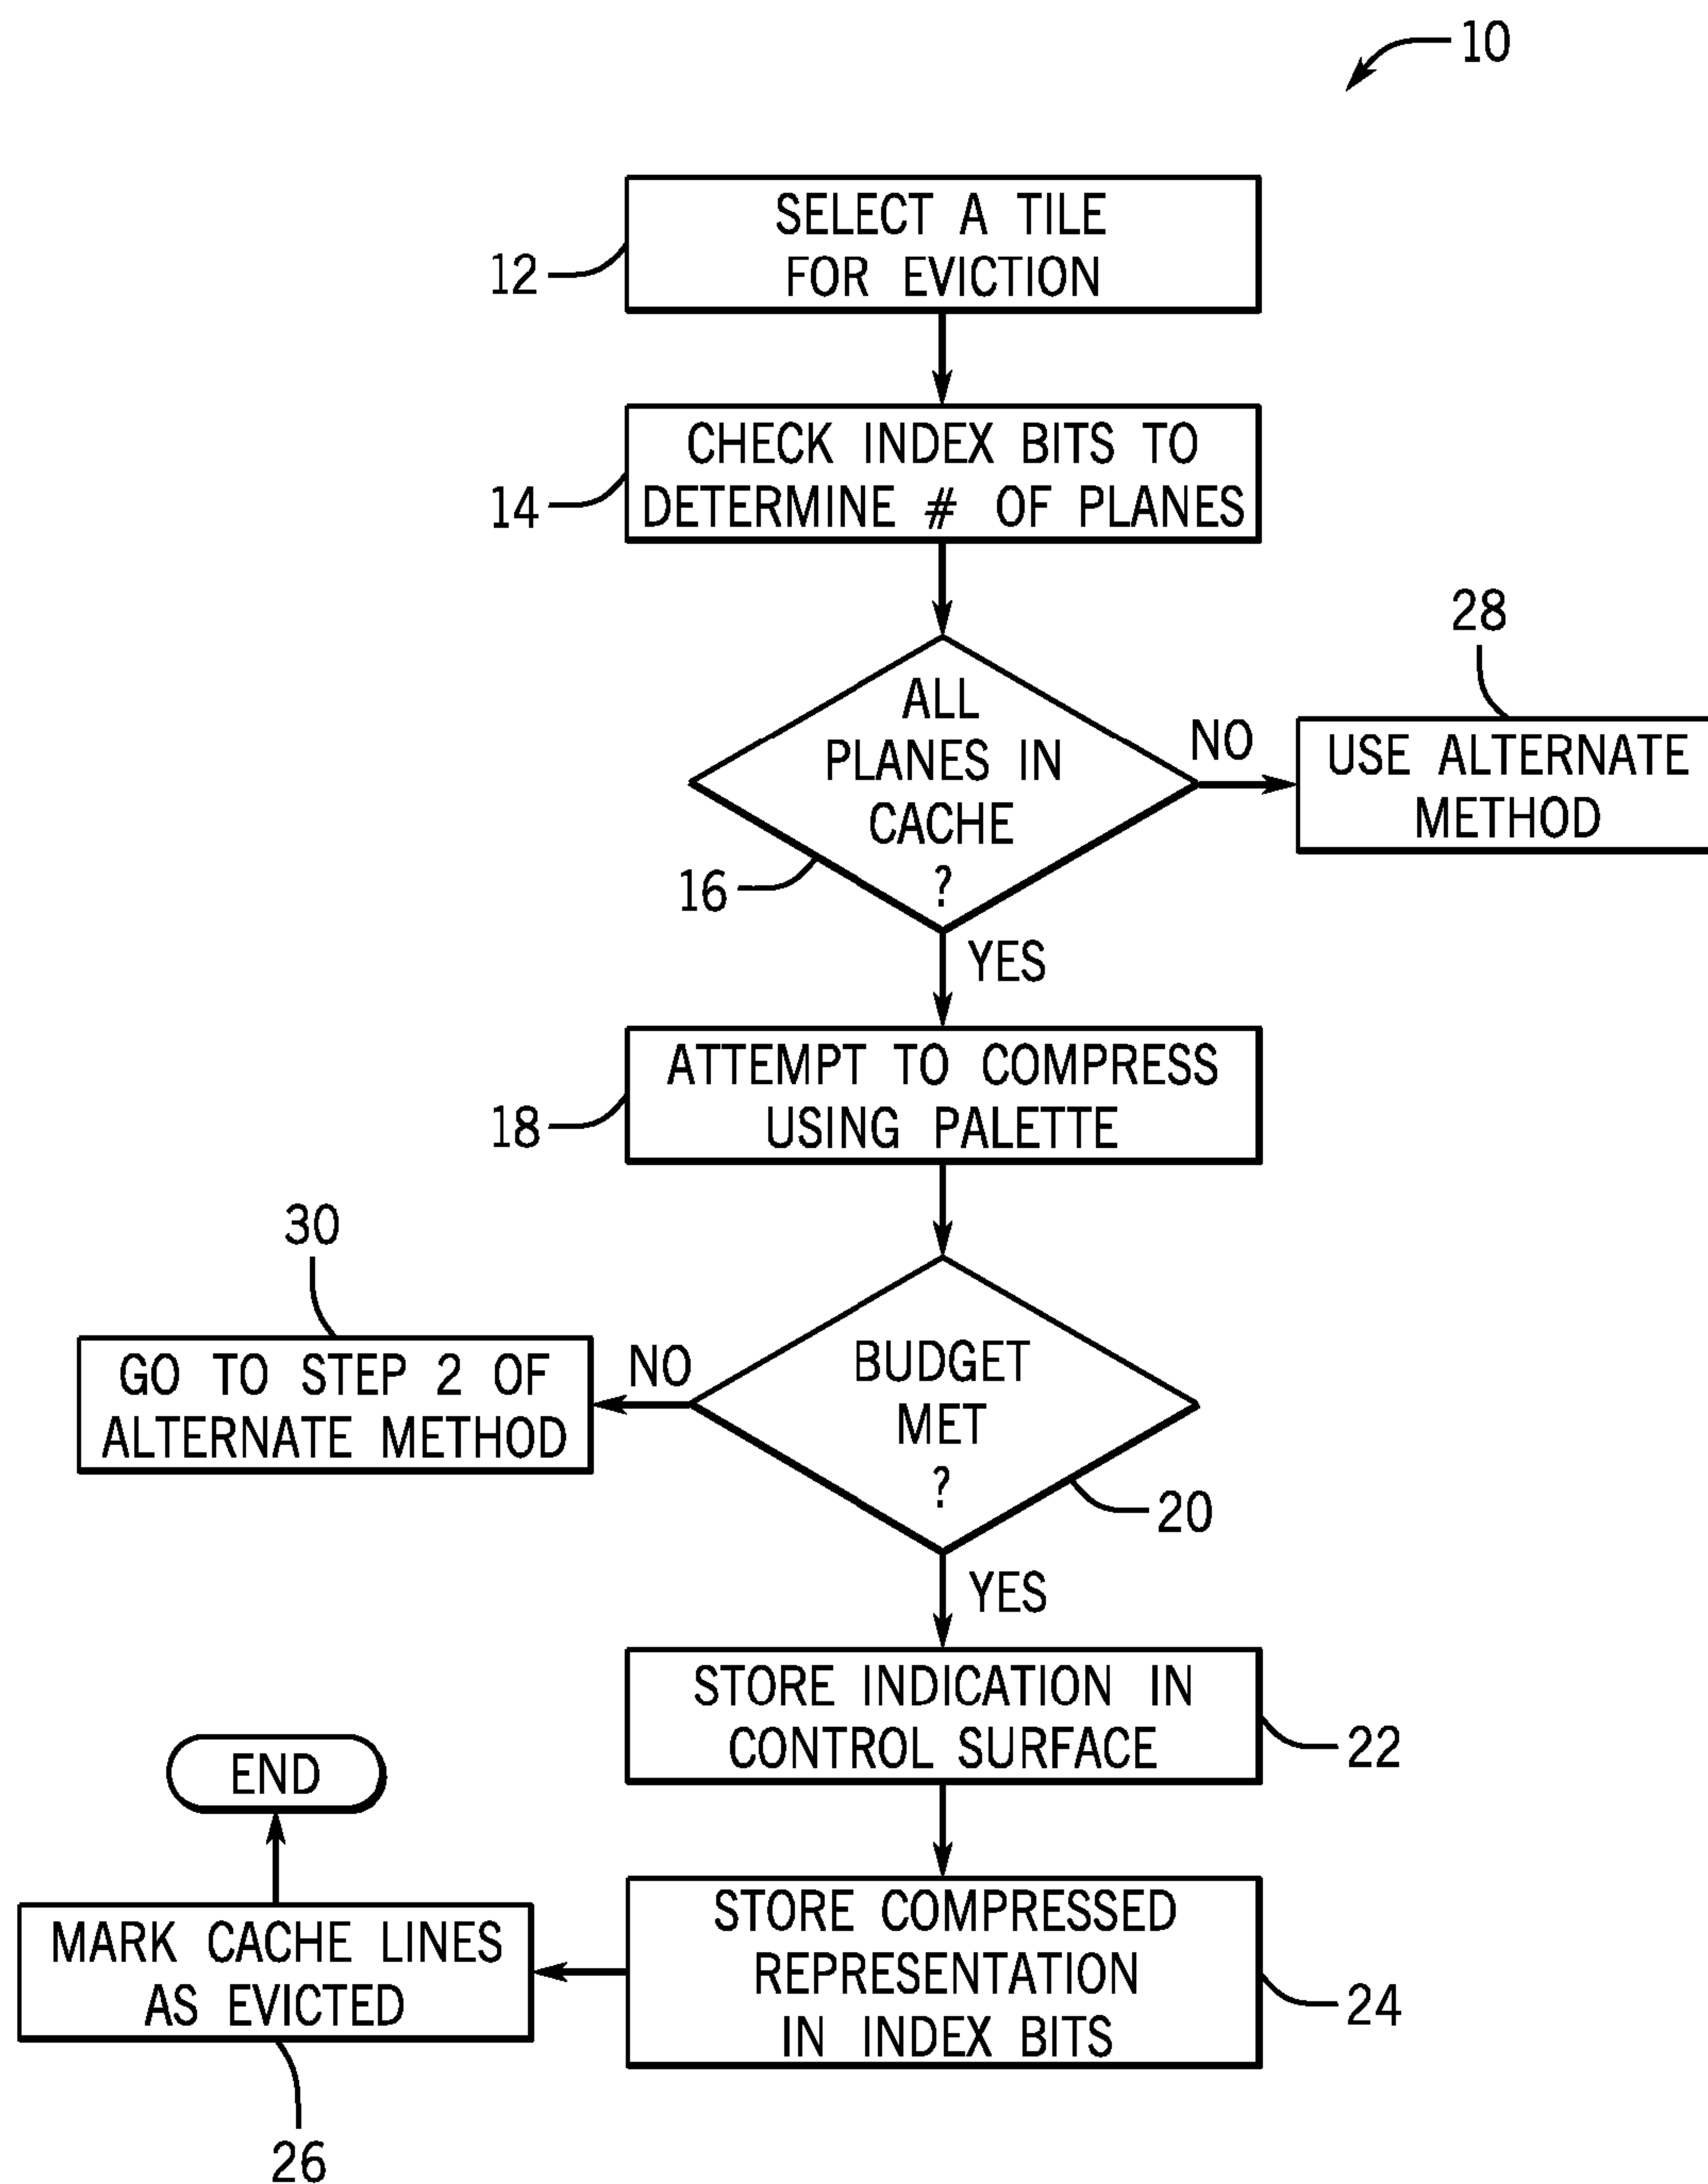 10
SELECT A TILE
FOR EVICTION
12
CHECK INDEX BITS TO
DETERMINE # OF PLANES
14
ALL
PLANES IN
CACHE
?
16
NO
28
USE ALTERNATE
METHOD
YES
ATTEMPT TO COMPRESS
USING PALETTE
18
BUDGET
MET
?
20
NO
30
GO TO STEP 2 OF
ALTERNATE METHOD
YES
STORE INDICATION IN
CONTROL SURFACE
22
STORE COMPRESSED
REPRESENTATION
IN INDEX BITS
24
MARK CACHE LINES
AS EVICTED
26
END